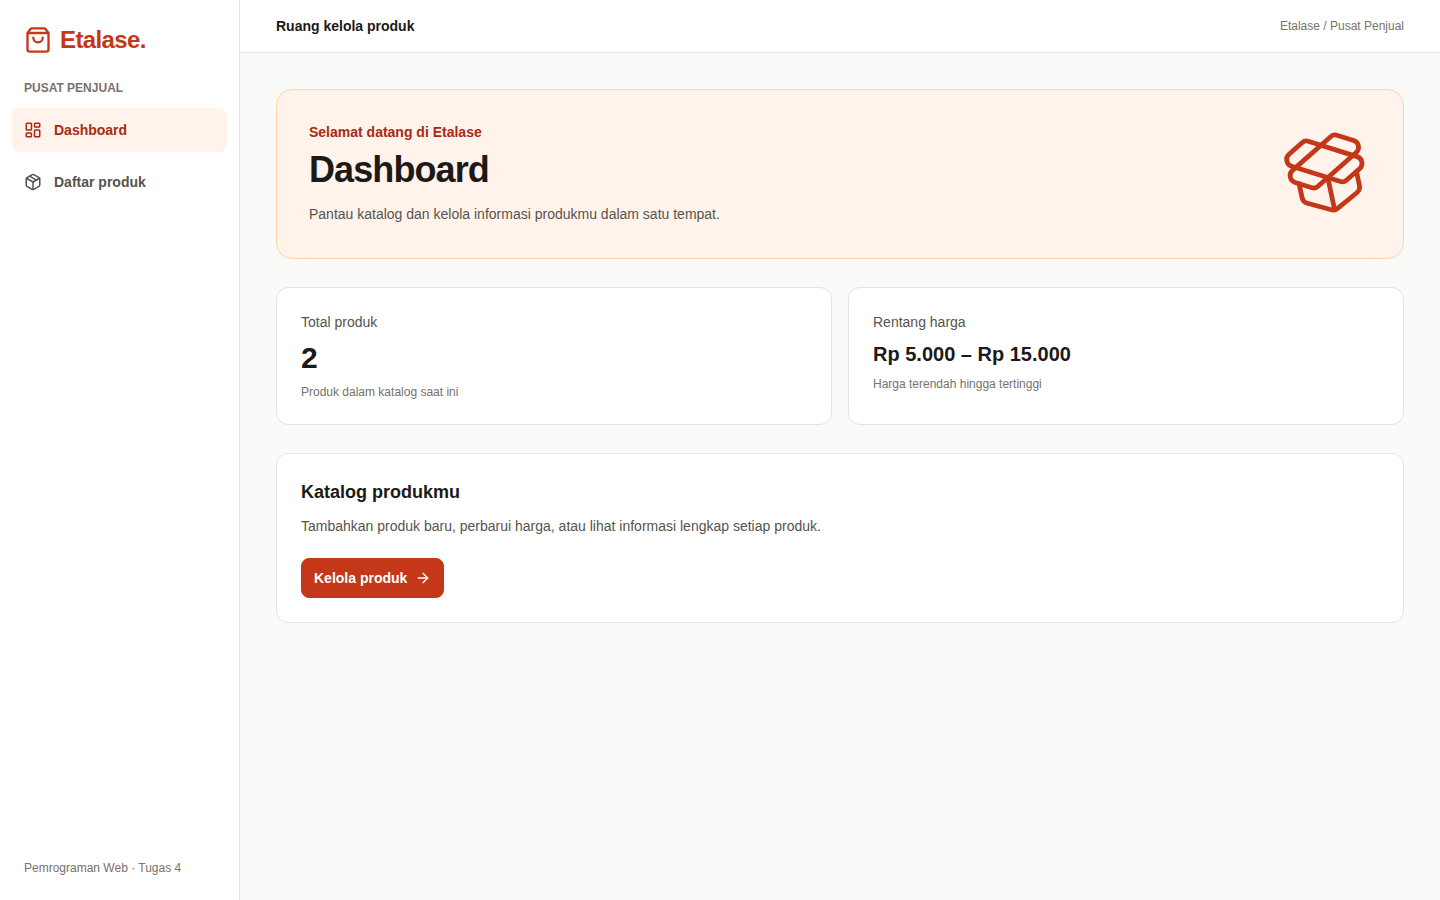 Etalase.
PUSAT PENJUAL
Dashboard
Daftar produk
Pemrograman Web · Tugas 4
Ruang kelola produk
Etalase / Pusat Penjual
Selamat datang di Etalase
Dashboard
Pantau katalog dan kelola informasi produkmu dalam satu tempat.
Total produk
2
Produk dalam katalog saat ini
Rentang harga
Rp 5.000 – Rp 15.000
Harga terendah hingga tertinggi
Katalog produkmu
Tambahkan produk baru, perbarui harga, atau lihat informasi lengkap setiap produk.
Kelola produk